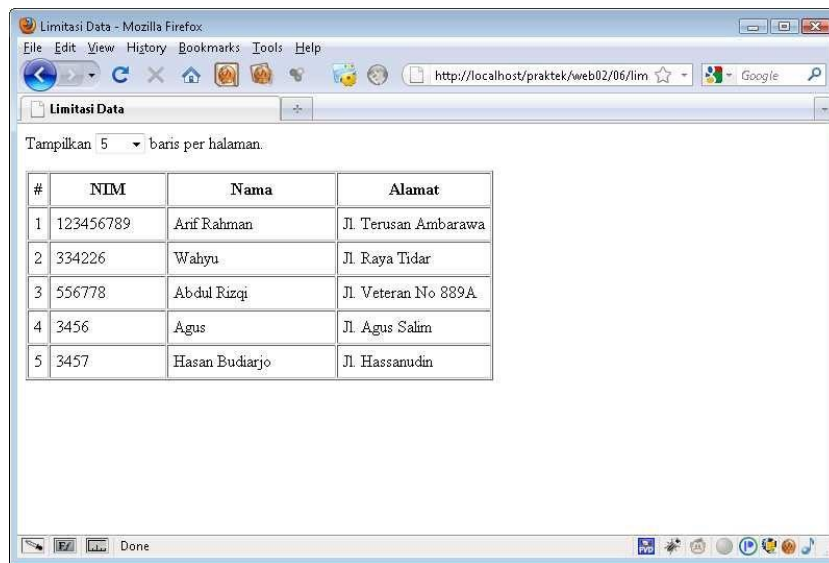 Limitasi Data - Mozilla Firefox
File Edit View History Bookmarks Tools Help
http://localhost/praktek/web02/06/lim Google
Limitasi Data
Tampilkan 5 baris per halaman.
# NIM Nama Alamat
1 123456789 Arif Rahman Jl. Terusan Ambarawa
2 334226 Wahyu Jl. Raya Tidar
3 556778 Abdul Rizqi Jl. Veteran No 889A
4 3456 Agus Jl. Agus Salim
5 3457 Hasan Budiarjo Jl. Hassanudin
Done